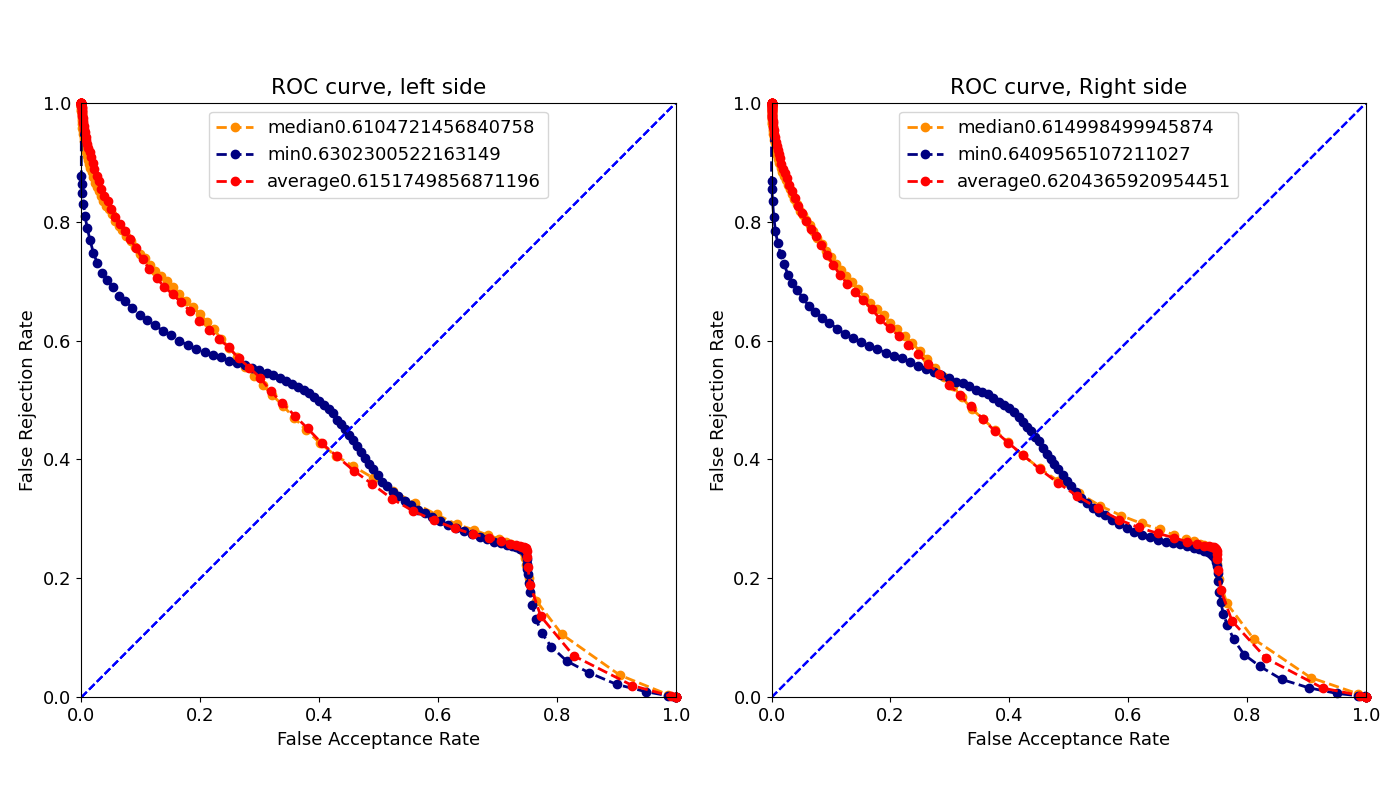 ROC curve, left side
median0.6104721456840758
min0.6302300522163149
average0.6151749856871196
1.0
0.8
0.6
0.4
0.2
0.0
False Rejection Rate
0.0 0.2 0.4 0.6 0.8 1.0
False Acceptance Rate
ROC curve, Right side
median0.614998499945874
min0.6409565107211027
average0.6204365920954451
1.0
0.8
0.6
0.4
0.2
0.0
False Rejection Rate
0.0 0.2 0.4 0.6 0.8 1.0
False Acceptance Rate